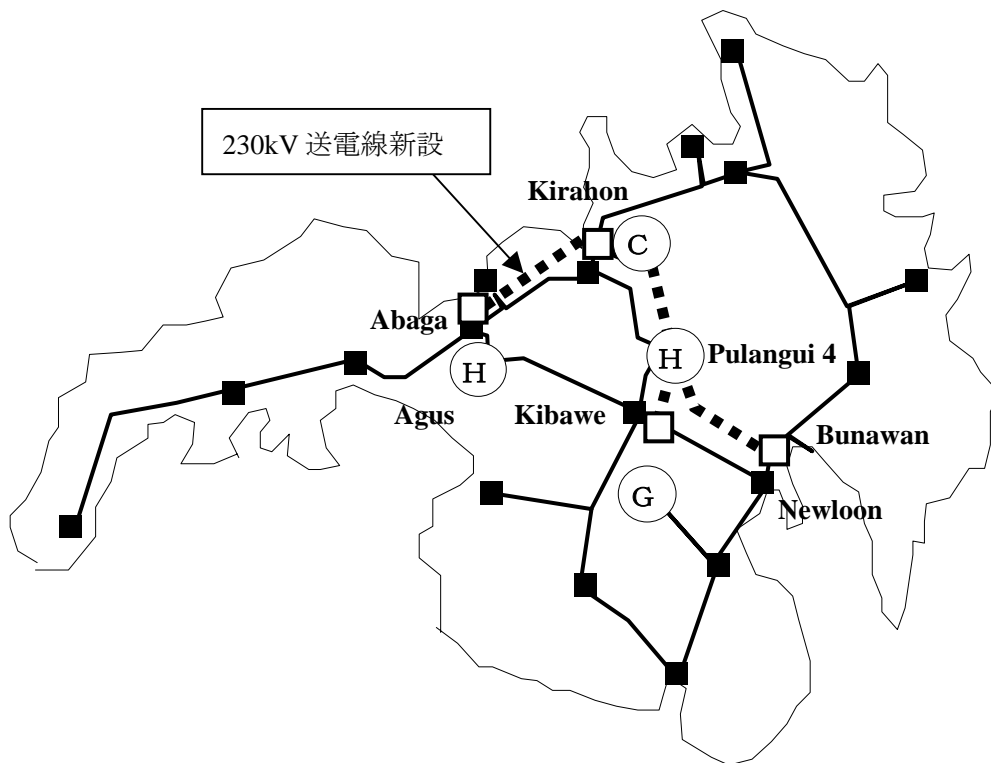 230kV 送電線新設
Kirahon
C
Abaga
H
Pulangui 4
H
Agus
Kibawe
Bunawan
G
Newloon